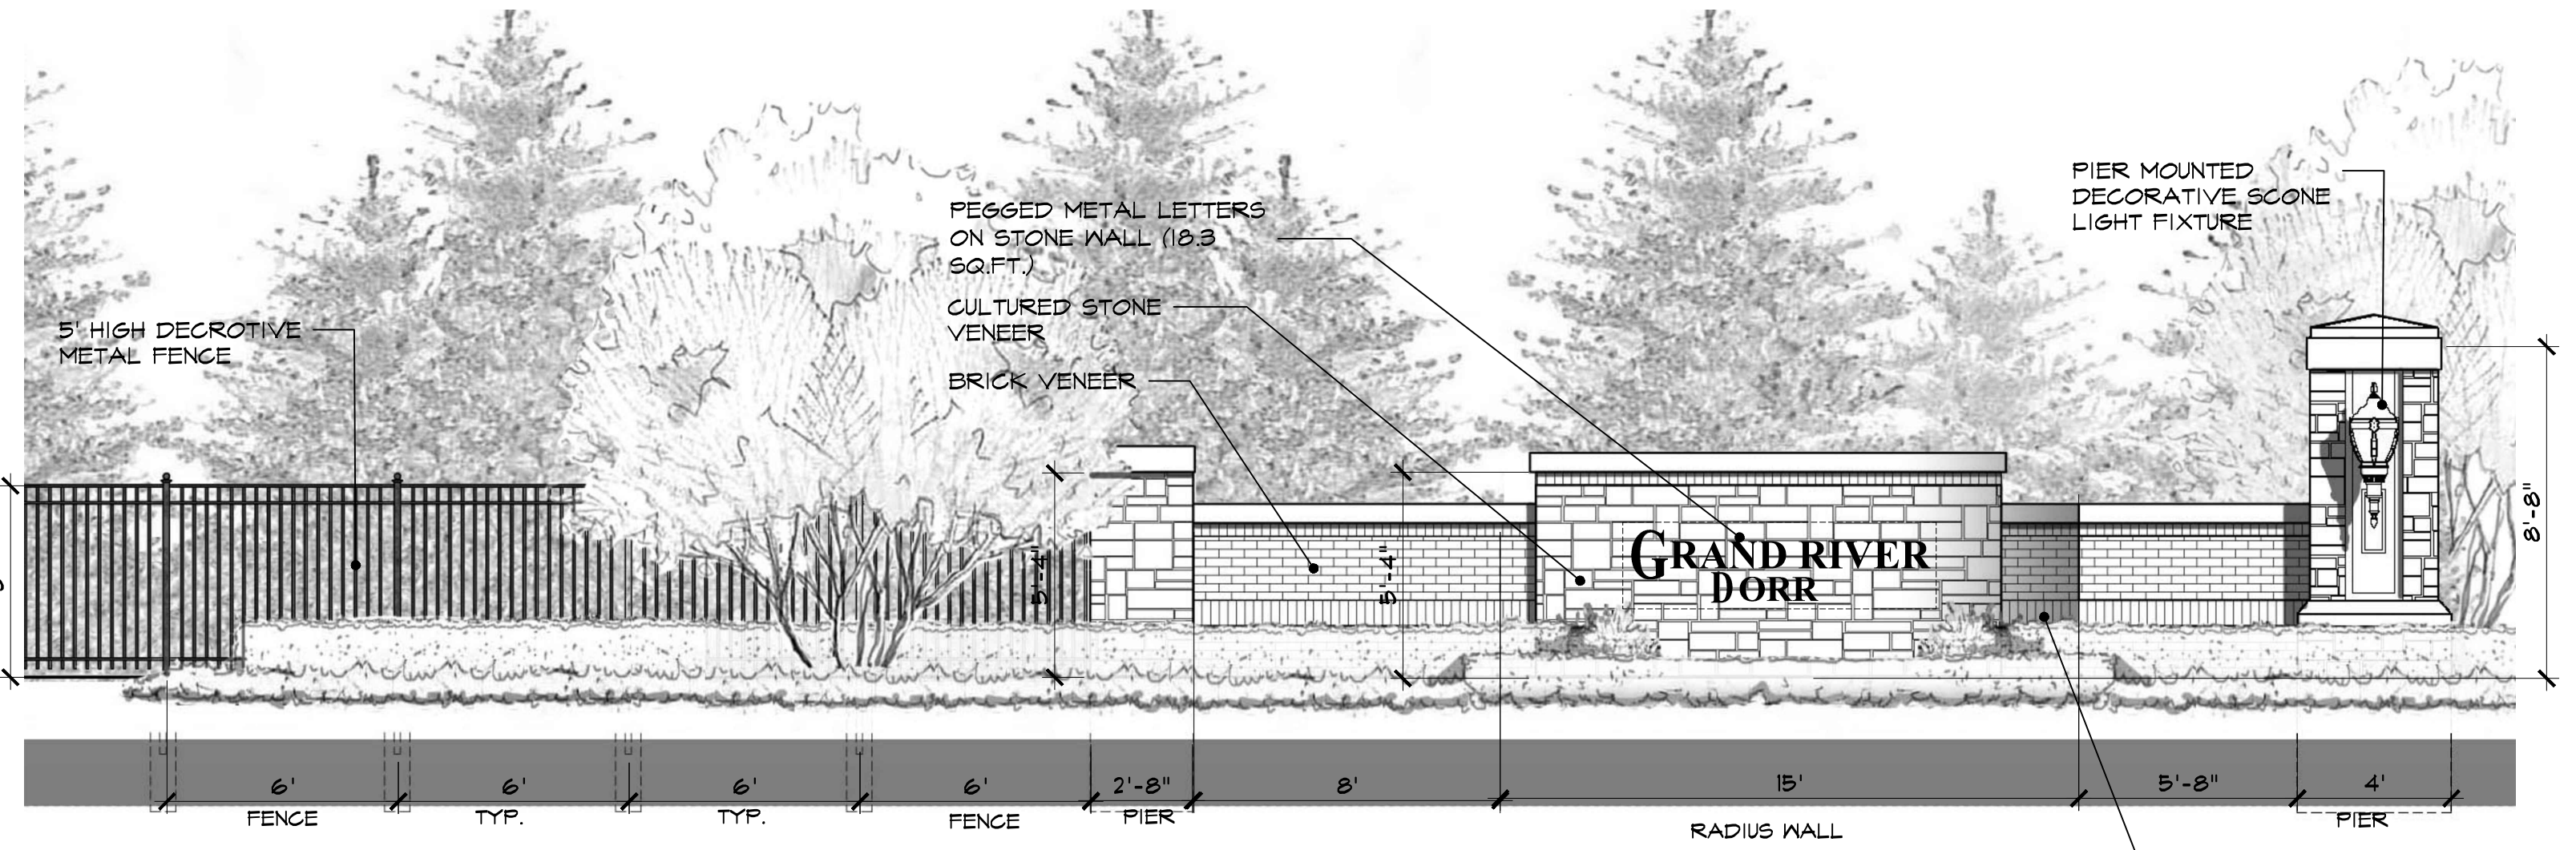 PIER MOUNTED
DECORATIVE SCONE
LIGHT FIXTURE
PEGGED METAL LETTERS
ON STONE WALL (18.3
SQ.FT.)
CULTURED STONE
VENEER
5' HIGH DECROTIVE
METAL FENCE
BRICK VENEER
5'-4"
5'-4"
8'-8"
GRAND RIVER
DORR
6'
6'
6'
6'
2'-8"
8'
15'
5'-8"
4'
FENCE
TYP.
TYP.
FENCE
PIER
RADIUS WALL
PIER